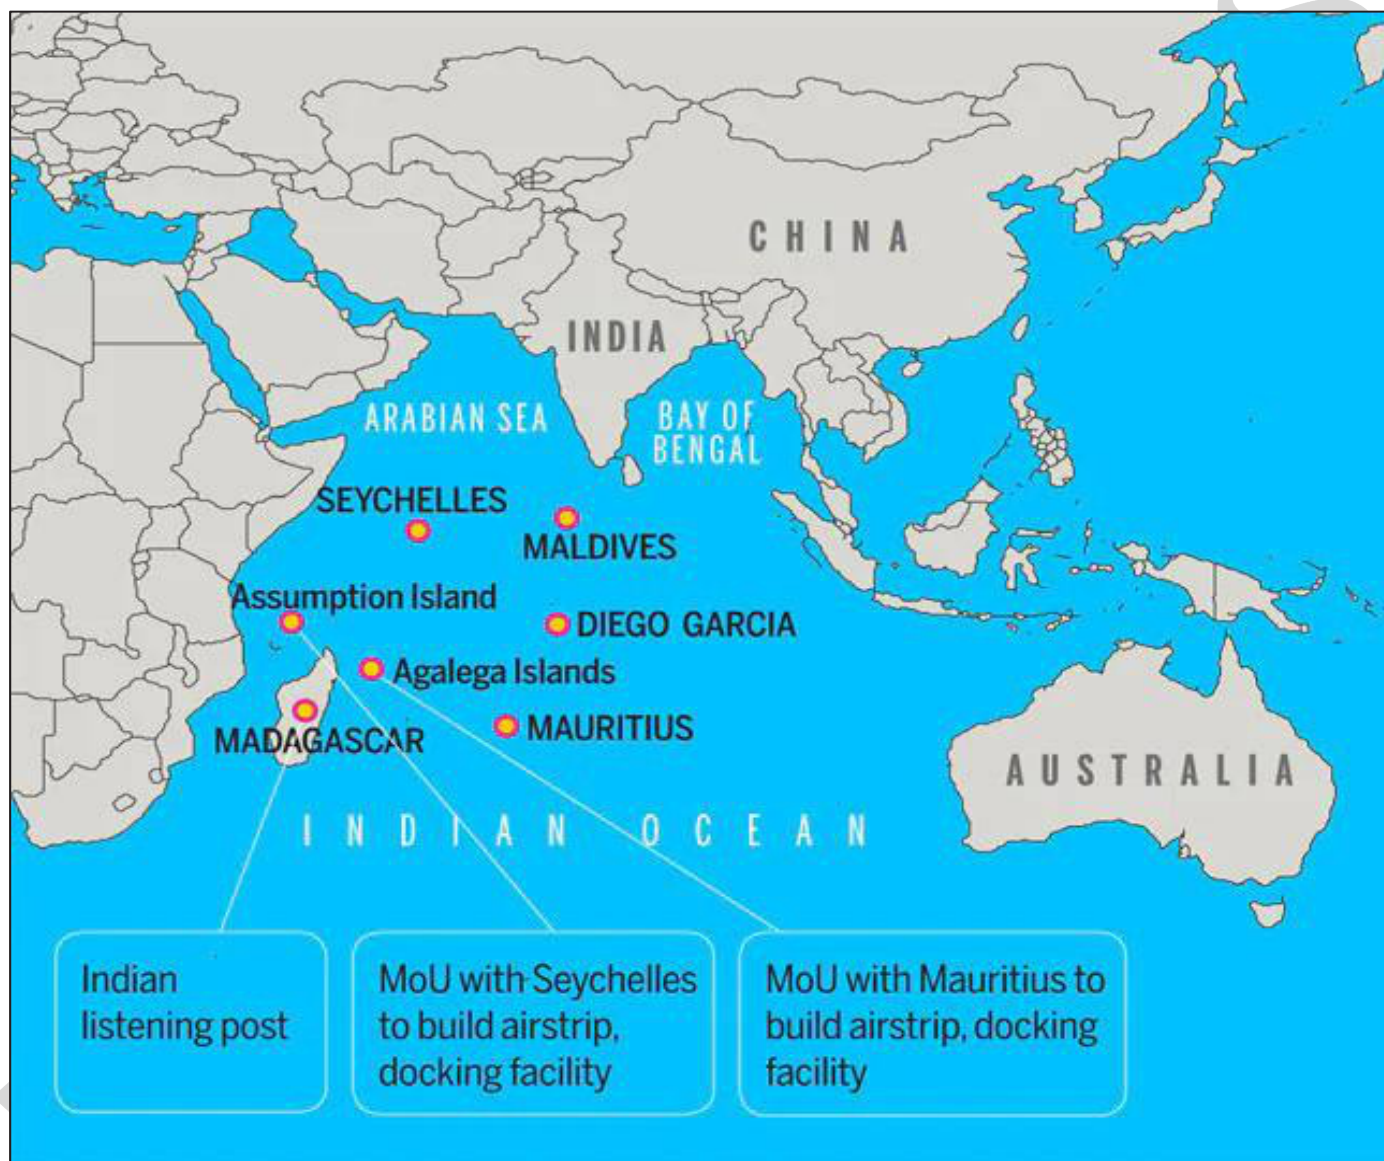 CHINA
INDIA
ARABIAN SEA
BAY OF
BENGAL
SEYCHELLES
MALDIVES
Assumption Island
DIEGO GARCIA
Agalega Islands
MADAGASCAR
MAURITIUS
AUSTRALIA
INDIAN OCEAN
Indian
listening post
MoU with Seychelles
to build airstrip,
docking facility
MoU with Mauritius to
build airstrip, docking
facility